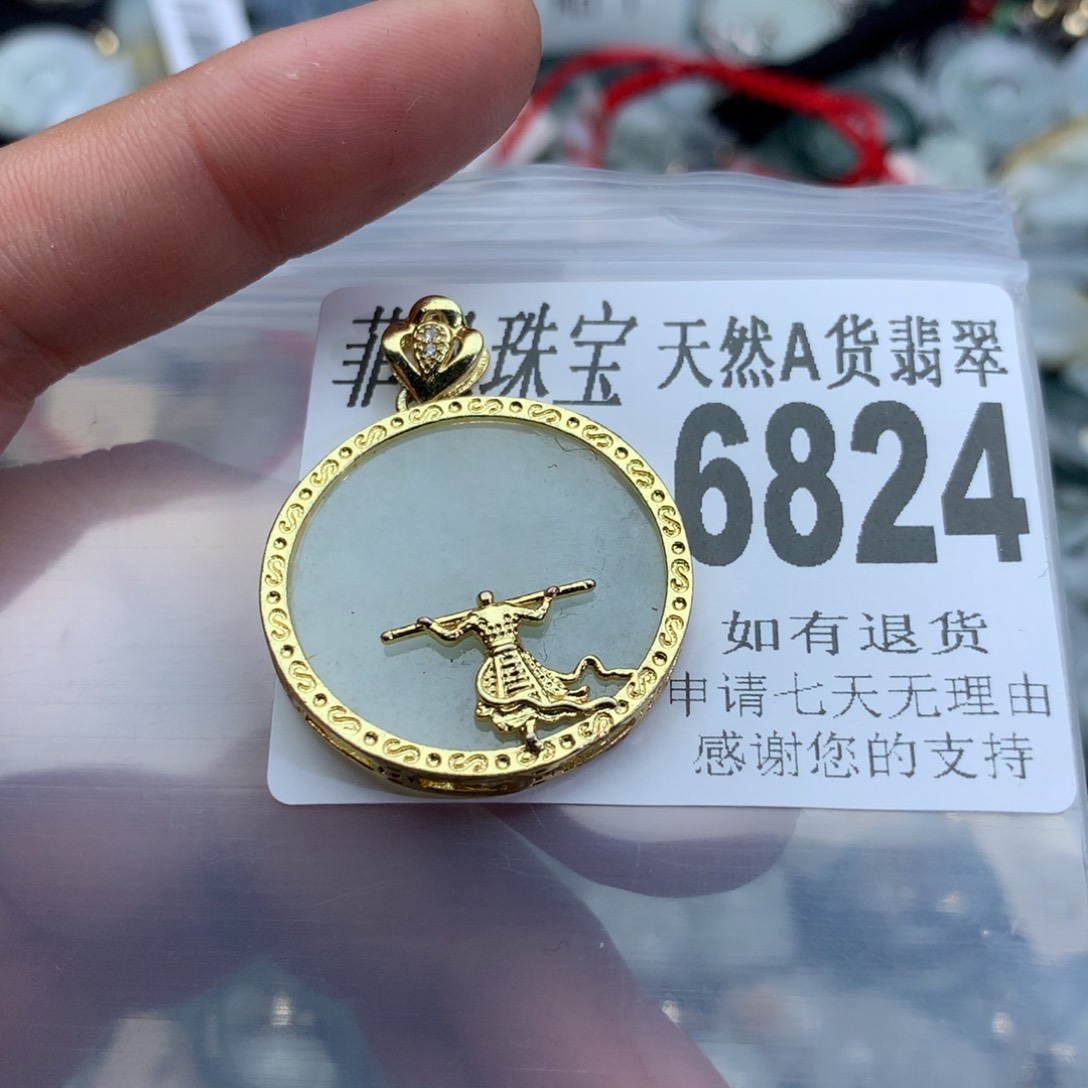 菲 珠宝 天然A货翡翠
6824
如有退货
申请七天无理由
感谢您的支持